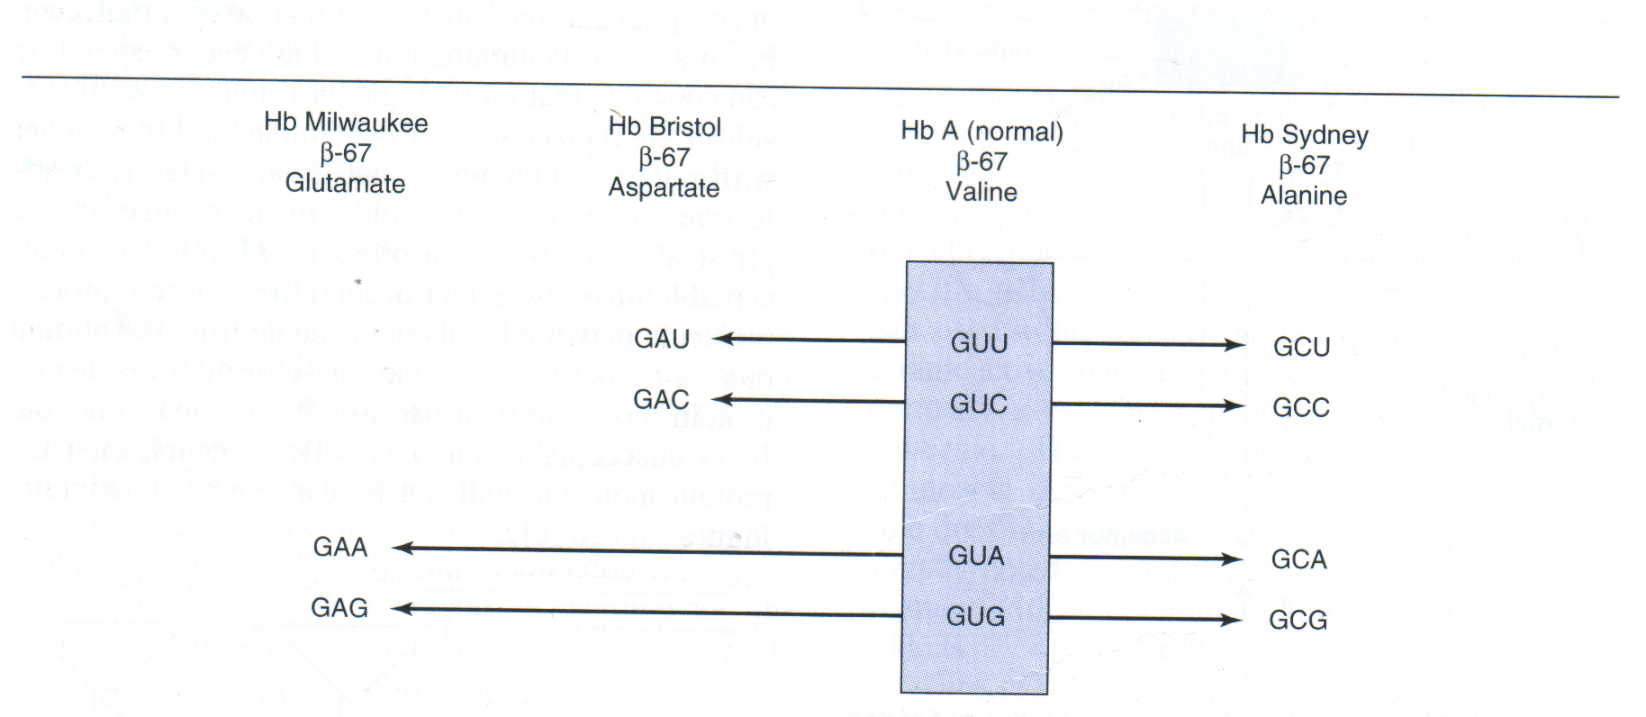 Hb Milwaukee
β-67
Glutamate
Hb Bristol
β-67
Aspartate
Hb A (normal)
β-67
Valine
Hb Sydney
β-67
Alanine
GAU GUU GCU
GAC GUC GCC
GAA GUA GCA
GAG GUG GCG